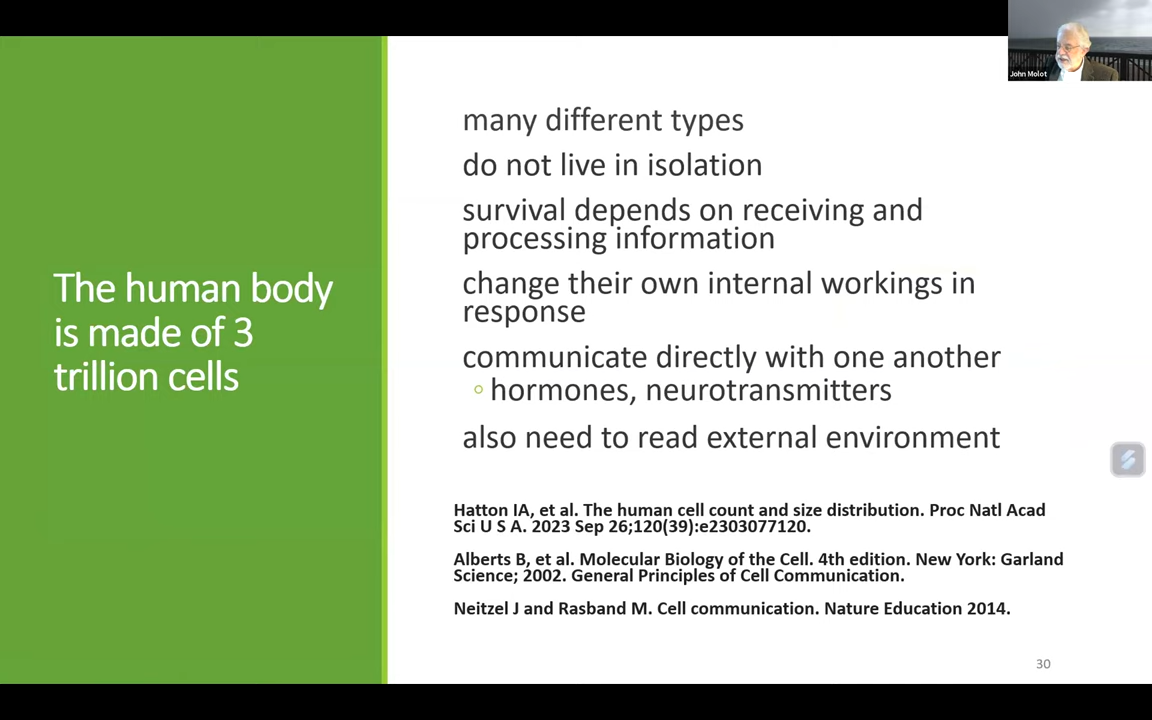 John Molot
The human body
is made of 3
trillion cells
many different types
do not live in isolation
survival depends on receiving and
processing information
change their own internal workings in
response
communicate directly with one another
hormones, neurotransmitters
also need to read external environment
Hatton IA, et al. The human cell count and size distribution. Proc Natl Acad
Sci U S A. 2023 Sep 26;120(39):e2303077120.
Alberts B, et al. Molecular Biology of the Cell. 4th edition. New York: Garland
Science; 2002. General Principles of Cell Communication.
Neitzel J and Rasband M. Cell communication. Nature Education 2014.
30